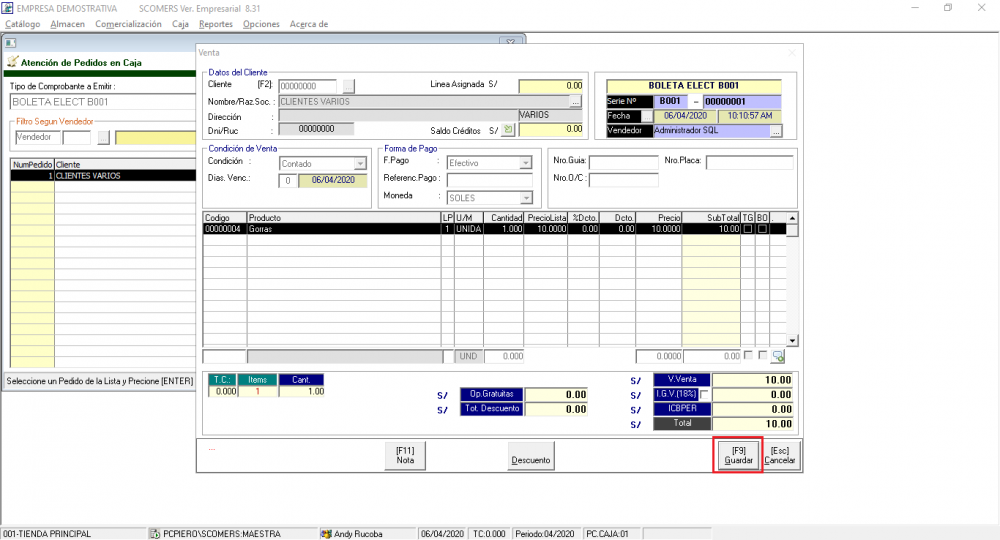 EMPRESA DEMOSTRATIVA SCOMERS Ver. Empresarial 8.31
Catálogo Almacen Comercialización Caja Reportes Opciones Acerca de
Atención de Pedidos en Caja
Tipo de Comprobante a Emitir :
BOLETA ELECT B001
Filtro Segun Vendedor
Vendedor ...
NumPedido Cliente
1 CLIENTES VARIOS
Seleccione un Pedido de la Lista y Precione [ENTER]
Venta
Datos del Cliente
Cliente [F2]: 00000000 ... Linea Asignada S/ 0.00
Nombre/Raz.Soc. : CLIENTES VARIOS ...
Dirección : VARIOS
Dni/Ruc : 00000000 Saldo Créditos S/ 0.00
BOLETA ELECT B001
Serie Nº B001 - 00000001
Fecha 06/04/2020 10:10:57 AM
Vendedor Administrador SQL ...
Condición de Venta
Condición : Contado
Dias. Venc.: 0 06/04/2020
Forma de Pago
F.Pago : Efectivo
Referenc.Pago :
Moneda : SOLES
Nro.Guia: Nro.Placa:
Nro.O/C :
Codigo Producto LP U/M Cantidad PrecioLista %Dcto. Dcto. Precio SubTotal TG BO .
00000004 Gorras 1 UNIDA 1.000 10.0000 0.00 0.00 10.0000 10.00
UND 0.000 0.0000 0.00
T.C.: Items Cant.
0.000 1 1.00
S/ Op.Gratuitas 0.00
S/ Tot. Descuento 0.00
S/ V.Venta 10.00
S/ I.G.V.(18%) 0.00
S/ ICBPER 0.00
S/ Total 10.00
...
[F11] Nota
Descuento
[F9] Guardar
[Esc] Cancelar
001-TIENDA PRINCIPAL PCPIERO\SCOMERS:MAESTRA Andy Rucoba 06/04/2020 TC:0.000 Periodo:04/2020 PC.CAJA:01